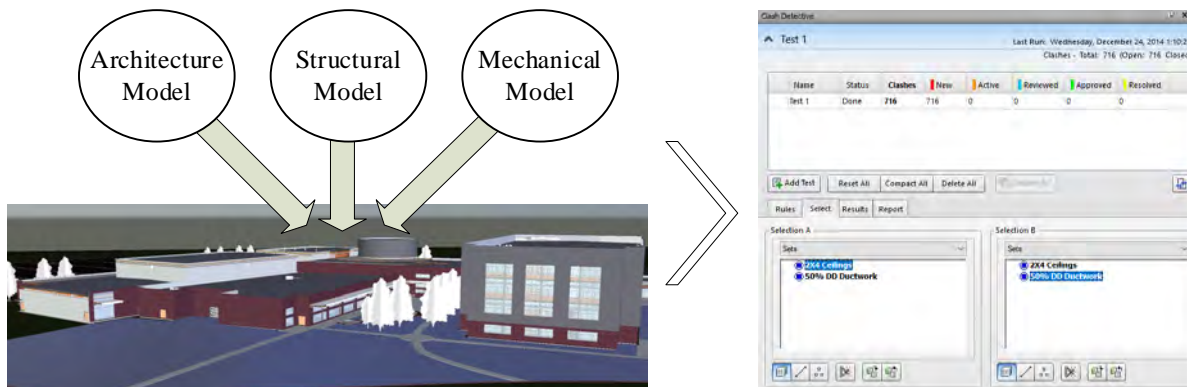 Architecture
Model
Structural
Model
Mechanical
Model
Clash Detective
Test 1
Last Run: Wednesday, December 24, 2014 1:10:2
Clashes - Total: 716 (Open: 716 Closed
Name Status Clashes New Active Reviewed Approved Resolved
Test 1 Done 716 716 0 0 0 0
Add Test Reset All Compact All Delete All
Rules Select Results Report
Selection A
Sets
2X4 Ceilings
50% DD Ductwork
Selection B
Sets
2X4 Ceilings
50% DD Ductwork